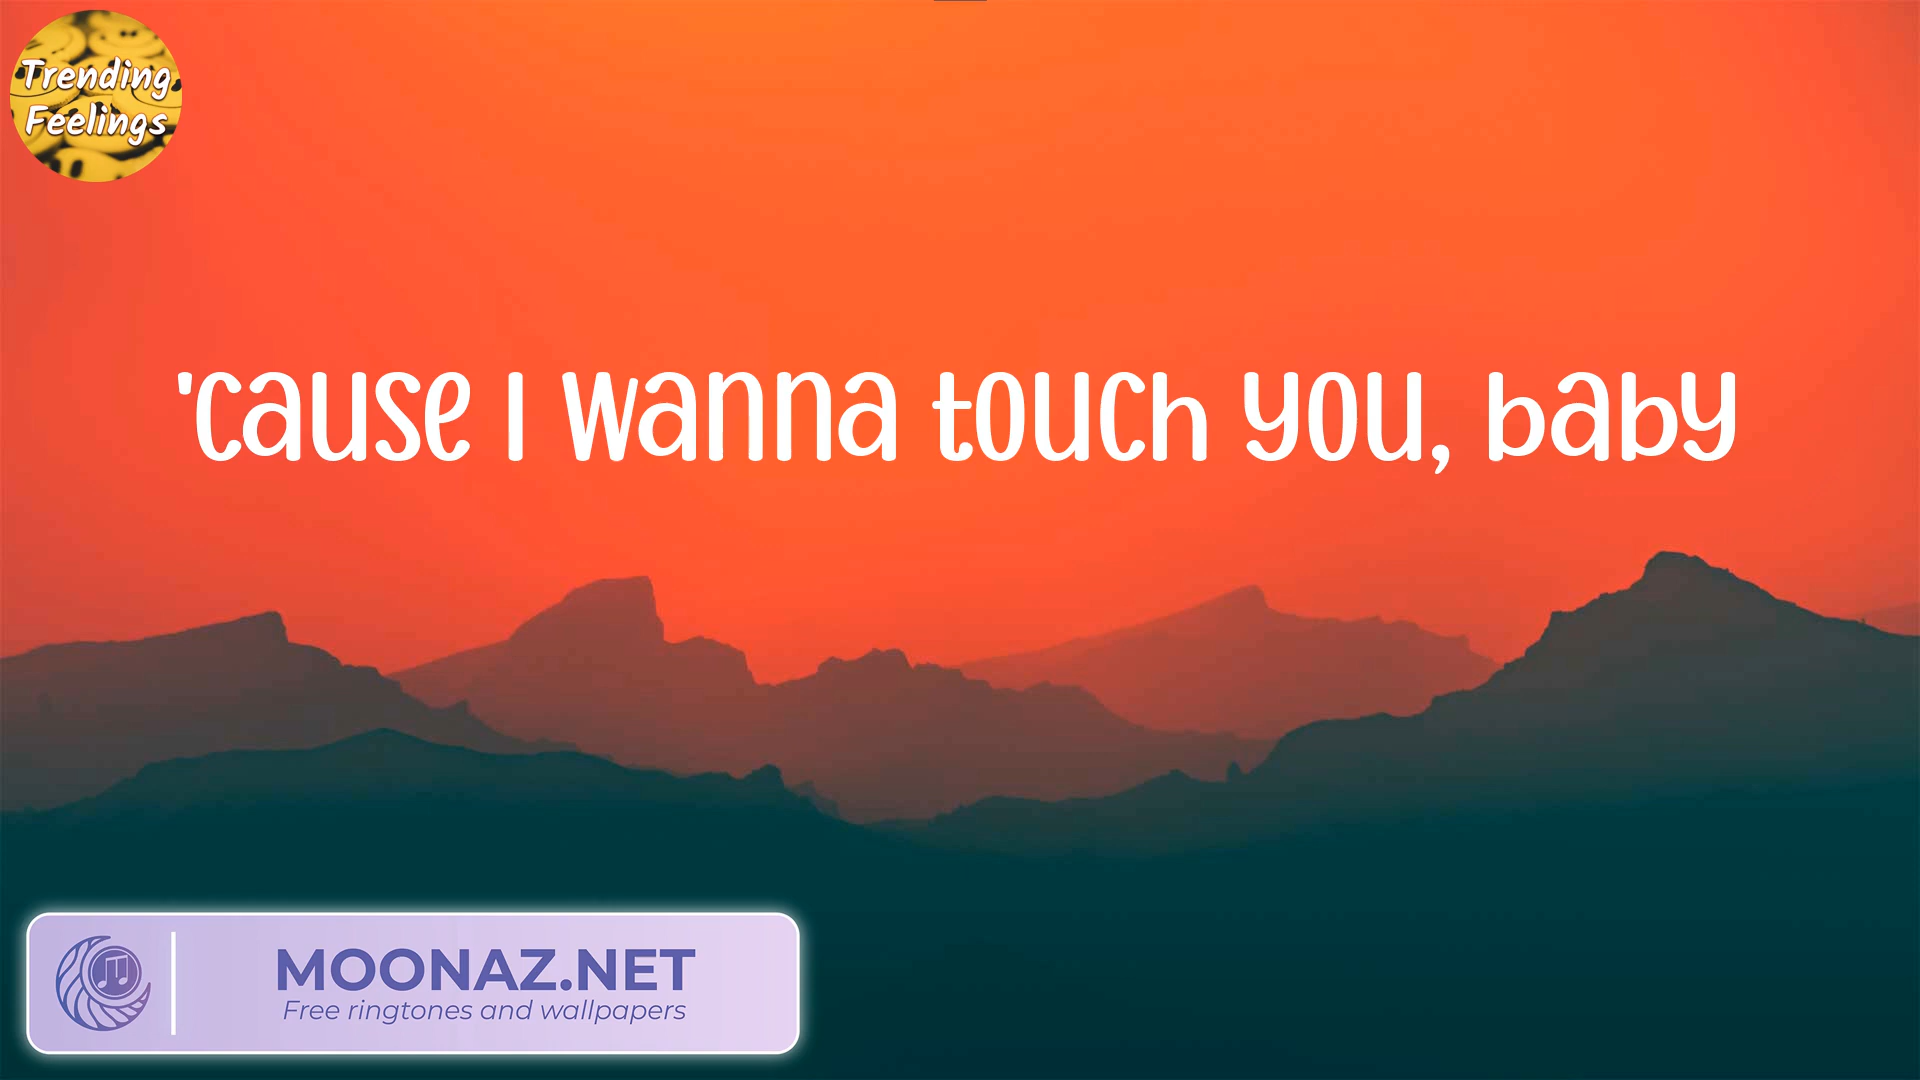 Trending
Feelings
'cause I wanna touch you, baby
MOONAZ.NET
Free ringtones and wallpapers